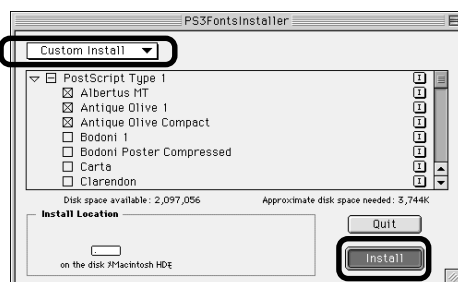 PS3FontsInstaller
Custom Install
PostScript Type 1
Albertus MT
Antique Olive 1
Antique Olive Compact
Bodoni 1
Bodoni Poster Compressed
Carta
Clarendon
Disk space available: 2,097,056 Approximate disk space needed: 3,744K
Install Location
Quit
on the disk Macintosh HD
Install